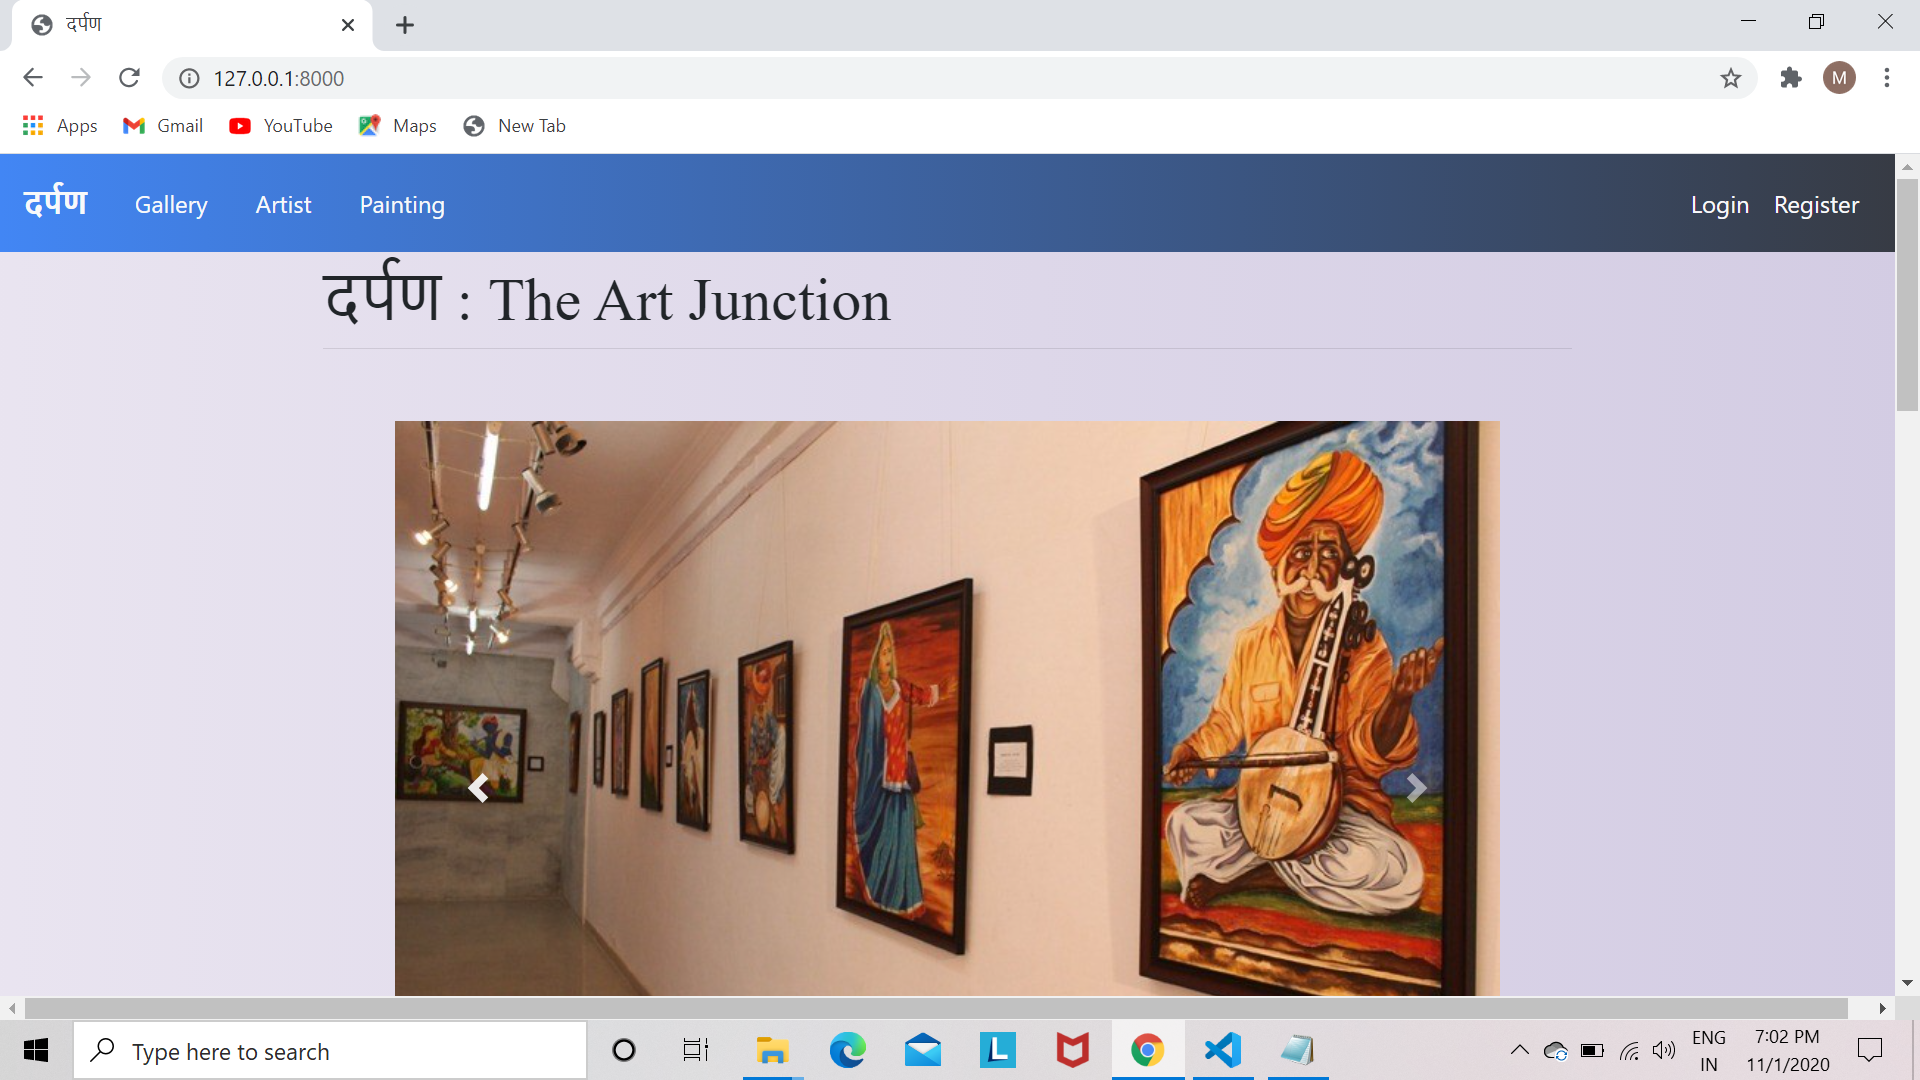 दर्पण
127.0.0.1:8000
M
Apps Gmail YouTube Maps New Tab
दर्पण Gallery Artist Painting Login Register
दर्पण : The Art Junction
Type here to search
L
ENG 7:02 PM
IN 11/1/2020